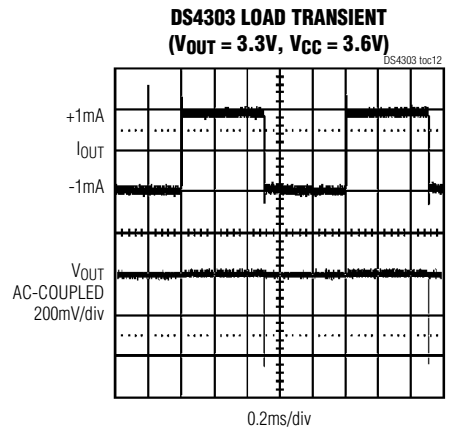 DS4303 LOAD TRANSIENT
(VOUT = 3.3V, VCC = 3.6V)
DS4303 toc12
+1mA
IOUT
-1mA
VOUT
AC-COUPLED
200mV/div
0.2ms/div